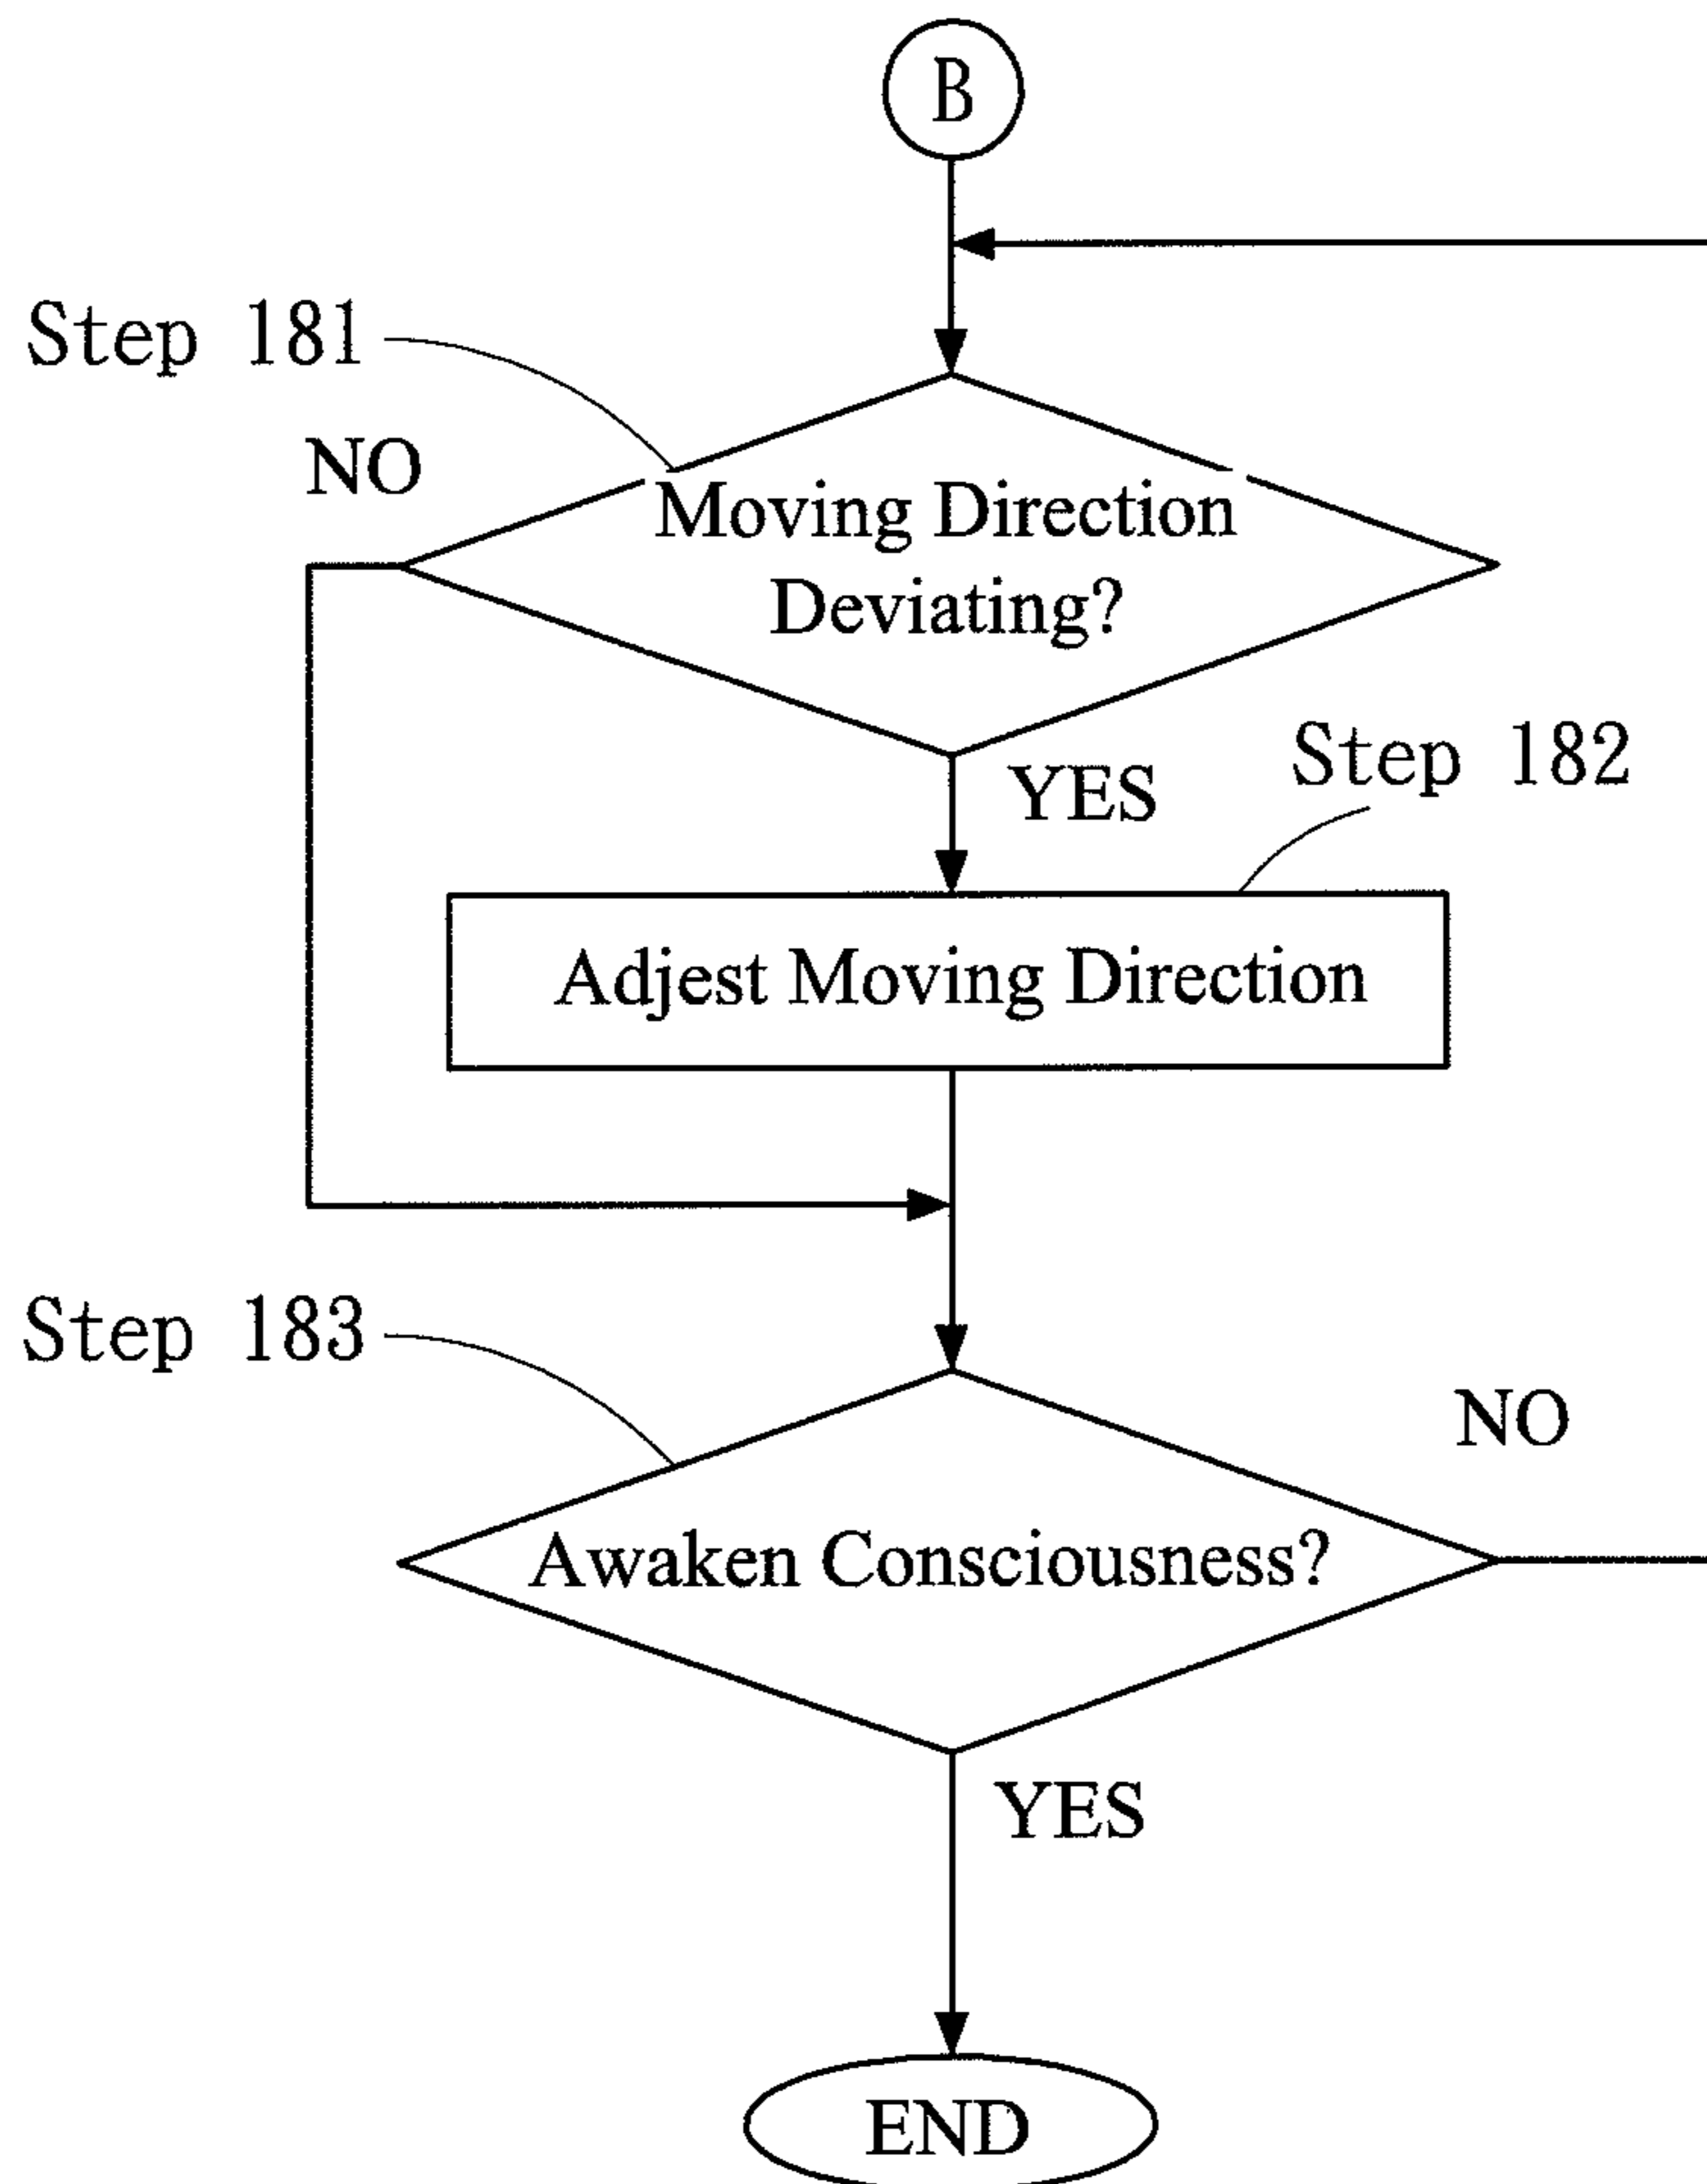 B
Step 181
NO
Moving Direction
Deviating?
YES
Step 182
Adjest Moving Direction
Step 183
NO
Awaken Consciousness?
YES
END